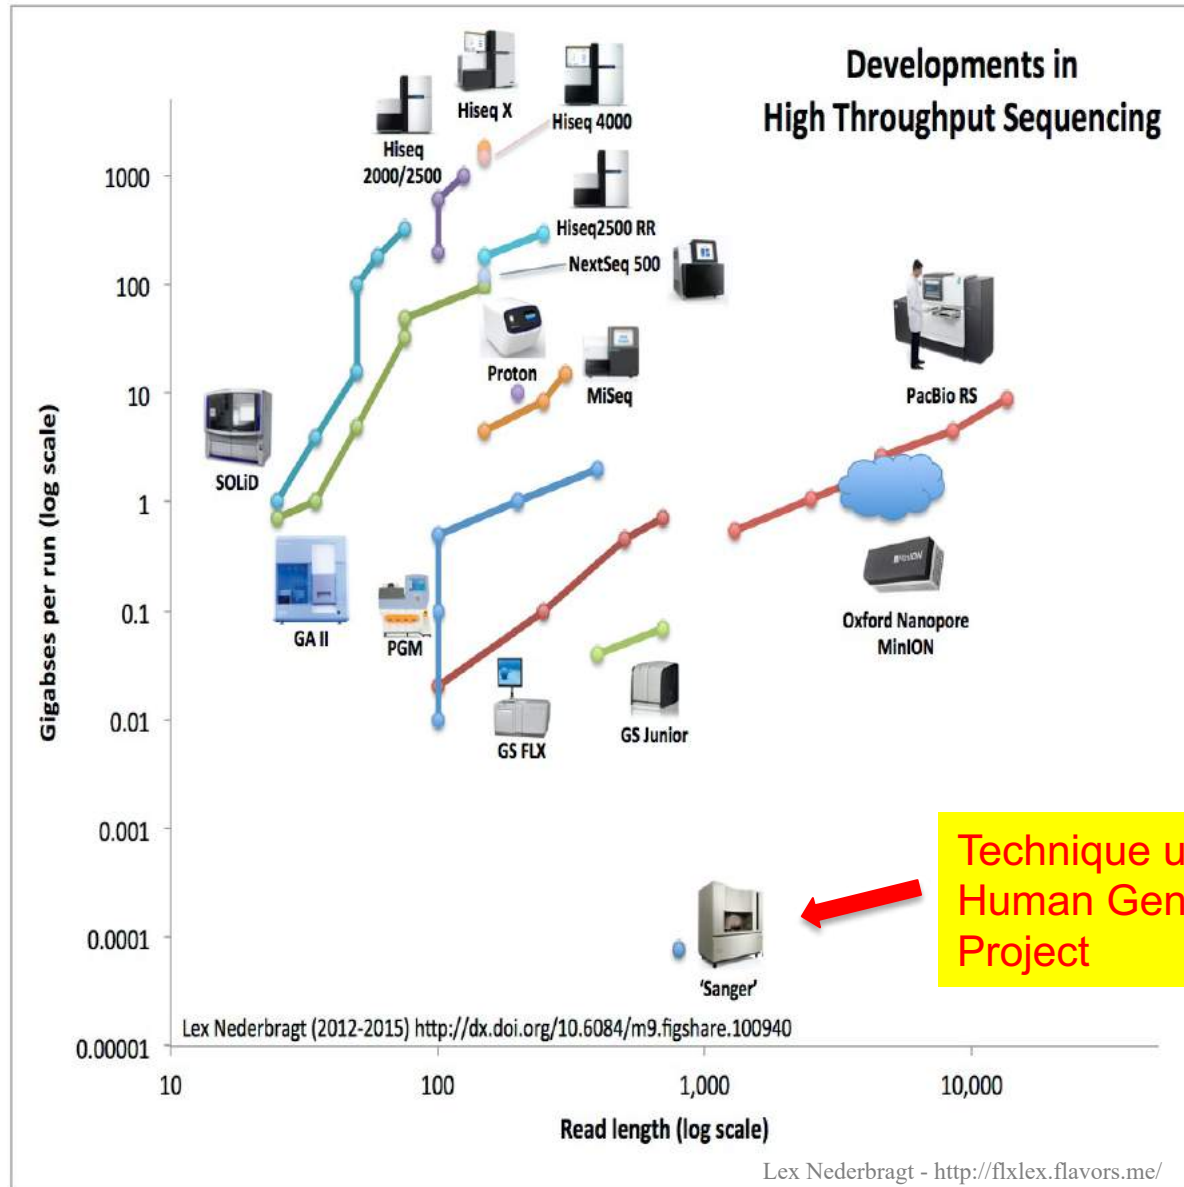 Developments in
High Throughput Sequencing
Hiseq X
Hiseq 4000
Hiseq
2000/2500
Hiseq2500 RR
NextSeq 500
Proton
MiSeq
PacBio RS
SOLiD
GA II
PGM
GS FLX
GS Junior
Oxford Nanopore
MinION
MinION
'Sanger'
Technique u
Human Gen
Project
Gigabses per run (log scale)
1000
100
10
1
0.1
0.01
0.001
0.0001
0.00001
Lex Nederbragt (2012-2015) http://dx.doi.org/10.6084/m9.figshare.100940
10
100
1,000
10,000
Read length (log scale)
Lex Nederbragt - http://flxlex.flavors.me/